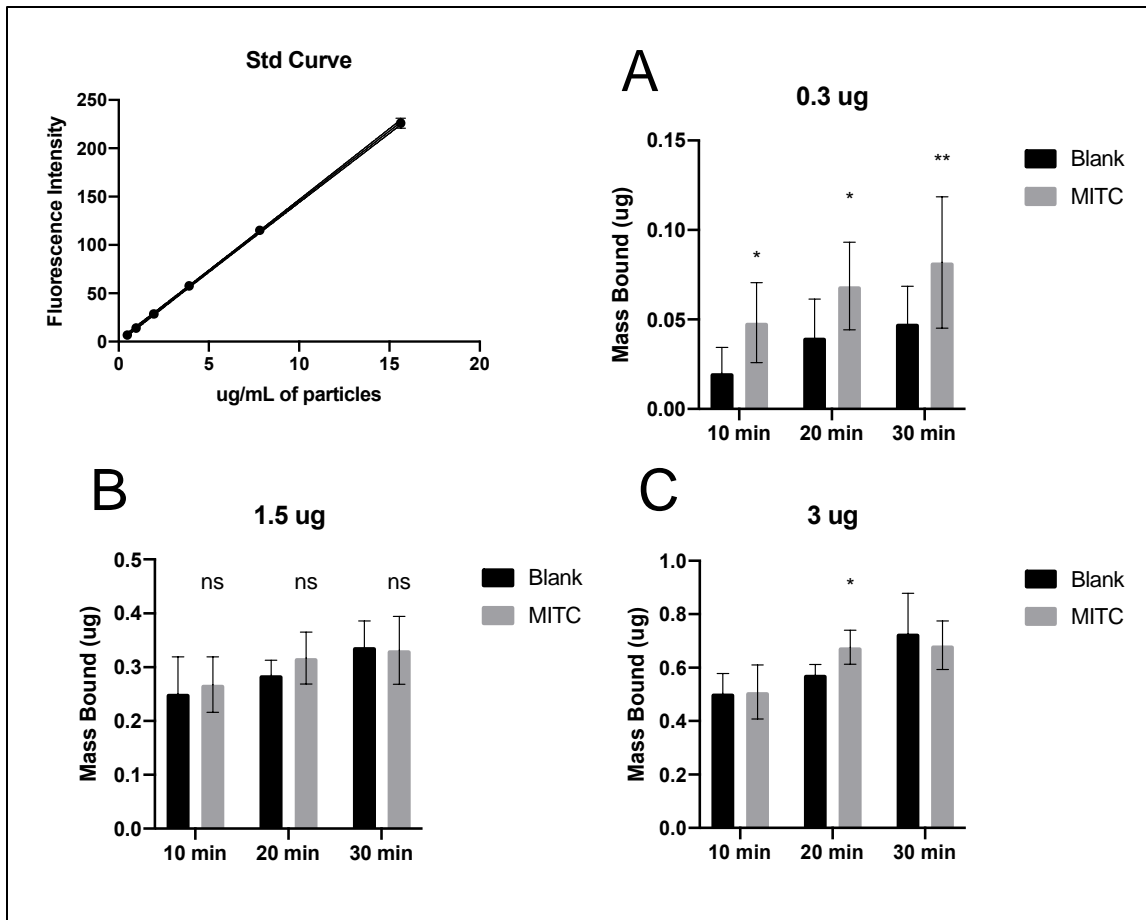 Std Curve
250
200
150
100
50
0
0 5 10 15 20
Fluorescence Intensity
ug/mL of particles
A
0.3 ug
0.15
0.10
0.05
0.00
Mass Bound (ug)
* * **
10 min 20 min 30 min
Blank
MITC
B
1.5 ug
0.5
0.4
0.3
0.2
0.1
0.0
Mass Bound (ug)
ns ns ns
10 min 20 min 30 min
Blank
MITC
C
3 ug
1.0
0.8
0.6
0.4
0.2
0.0
Mass Bound (ug)
*
10 min 20 min 30 min
Blank
MITC